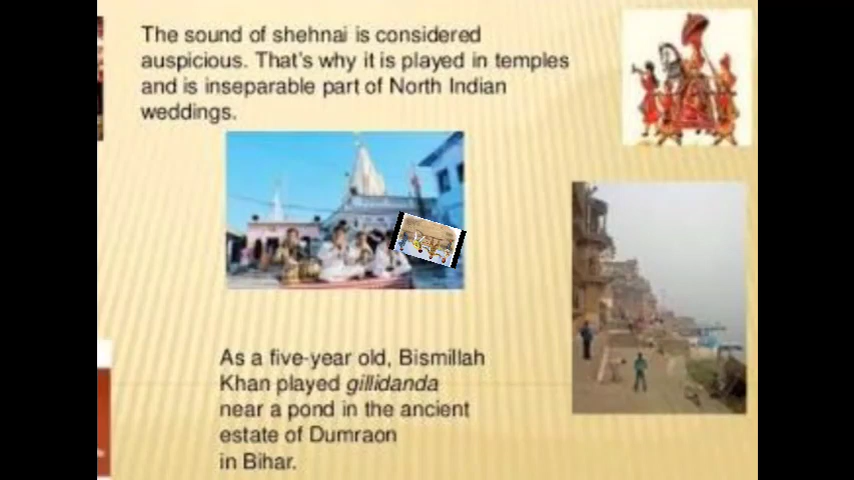 The sound of shehnai is considered
auspicious. That's why it is played in temples
and is inseparable part of North Indian
weddings.
As a five-year old, Bismillah
Khan played gillidanda
near a pond in the ancient
estate of Dumraon
in Bihar.